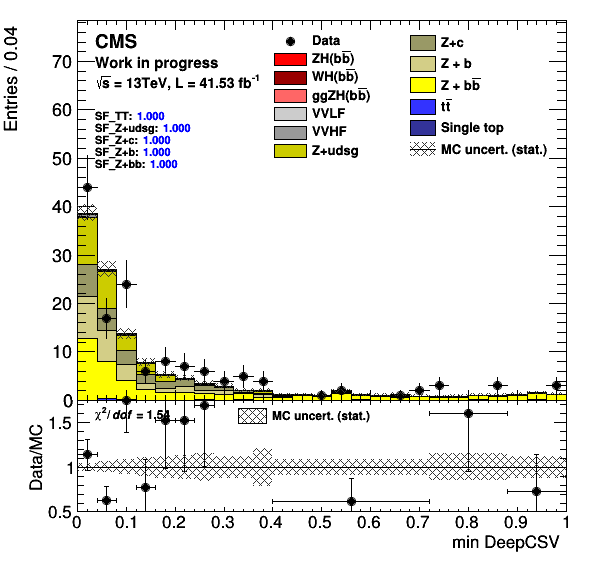 Entries / 0.04
CMS
Work in progress
√s = 13TeV, L = 41.53 fb⁻¹
SF_TT: 1.000
SF_Z+udsg: 1.000
SF_Z+c: 1.000
SF_Z+b: 1.000
SF_Z+bb: 1.000
Data
ZH(bb̅)
WH(bb̅)
ggZH(bb̅)
VVLF
VVHF
Z+udsg
Z+c
Z + b
Z + bb̅
tt̅
Single top
MC uncert. (stat.)
70
60
50
40
30
20
10
0
χ²/dof = 1.54
MC uncert. (stat.)
Data/MC
1.5
1
0.5
0 0.1 0.2 0.3 0.4 0.5 0.6 0.7 0.8 0.9 1
min DeepCSV